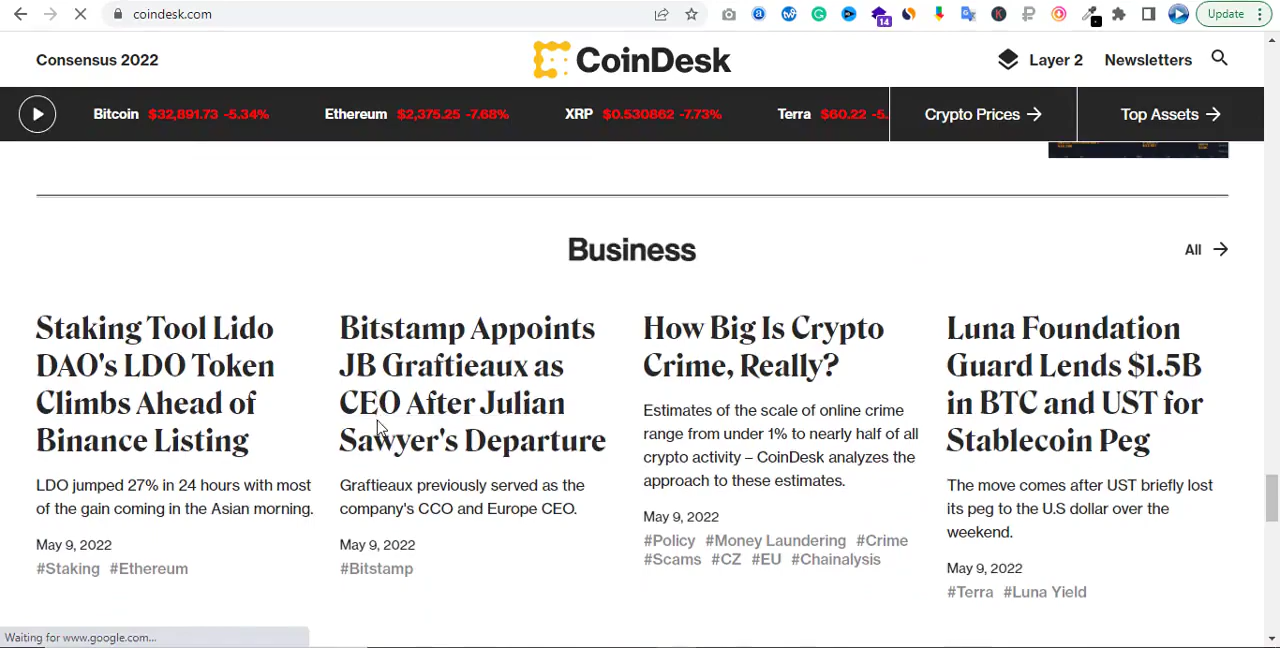 coindesk.com
14
Update
Consensus 2022
CoinDesk
Layer 2
Newsletters
Bitcoin $32,891.73 -5.34%
Ethereum $2,375.25 -7.68%
XRP $0.530862 -7.73%
Terra $60.22 -5.
Crypto Prices →
Top Assets →
Business
All →
Staking Tool Lido
DAO's LDO Token
Climbs Ahead of
Binance Listing
LDO jumped 27% in 24 hours with most
of the gain coming in the Asian morning.
May 9, 2022
#Staking #Ethereum
Bitstamp Appoints
JB Graftieaux as
CEO After Julian
Sawyer's Departure
Graftieaux previously served as the
company's CCO and Europe CEO.
May 9, 2022
#Bitstamp
How Big Is Crypto
Crime, Really?
Estimates of the scale of online crime
range from under 1% to nearly half of all
crypto activity – CoinDesk analyzes the
approach to these estimates.
May 9, 2022
#Policy #Money Laundering #Crime
#Scams #CZ #EU #Chainalysis
Luna Foundation
Guard Lends $1.5B
in BTC and UST for
Stablecoin Peg
The move comes after UST briefly lost
its peg to the U.S dollar over the
weekend.
May 9, 2022
#Terra #Luna Yield
Waiting for www.google.com...